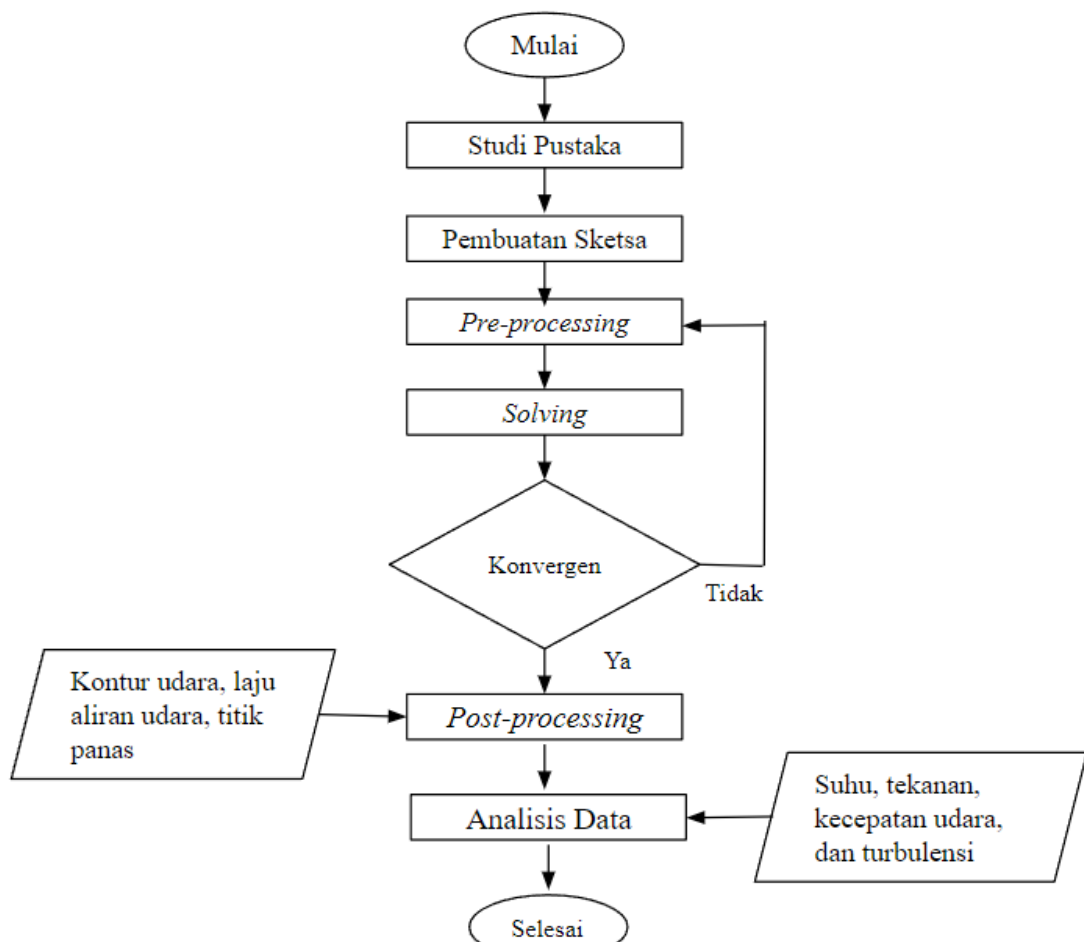 Mulai
Studi Pustaka
Pembuatan Sketsa
Pre-processing
Solving
Konvergen
Tidak
Ya
Kontur udara, laju
aliran udara, titik
panas
Post-processing
Suhu, tekanan,
kecepatan udara,
dan turbulensi
Analisis Data
Selesai